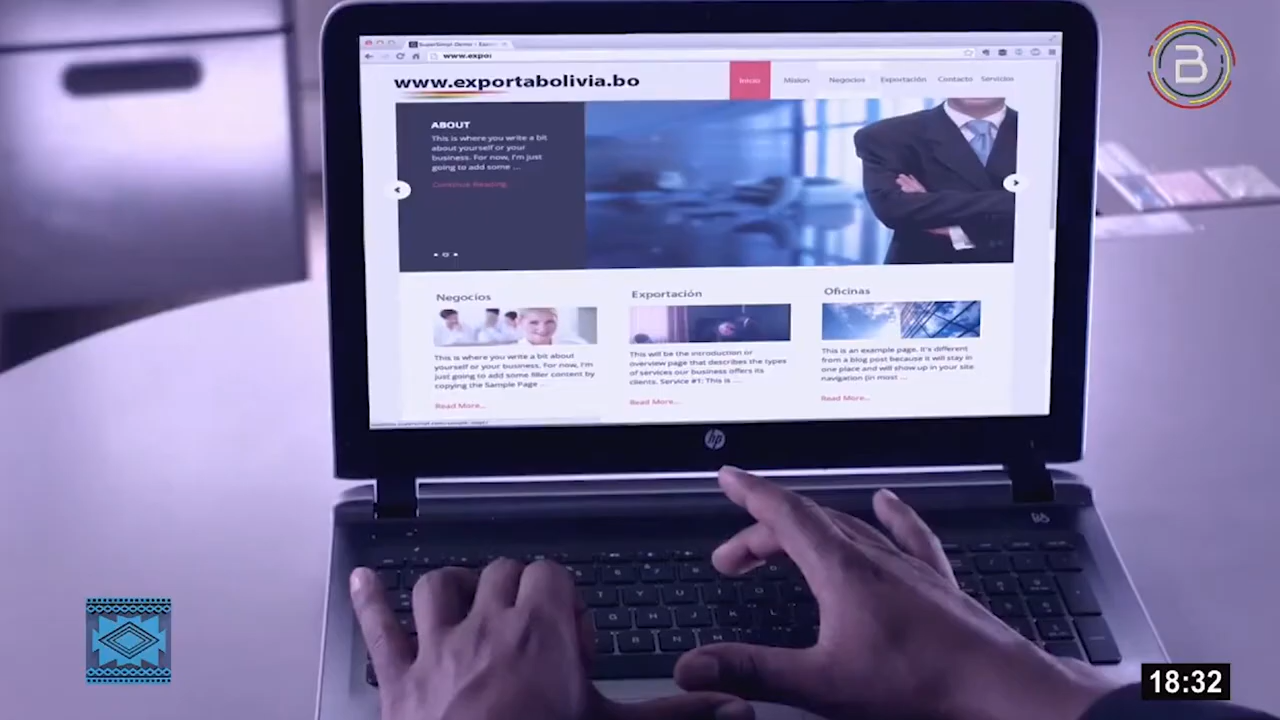 SuperSimpl Demo - Exam
www.expo
www.exportabolivia.bo
Inicio
Mision
Negocios
Exportación
Contacto
Servicios
ABOUT
This is where you write a bit
about yourself or your
business. For now, I'm just
going to add some ...
Continue Reading
Negocios
This is where you write a bit about
yourself or your business. For now, I'm
just going to add some filler content by
copying the Sample Page ...
Read More...
Exportación
This will be the introduction or
overview page that describes the types
of services our business offers its
clients. Service #1: This is ....
Read More...
Oficinas
This is an example page. It's different
from a blog post because it will stay in
one place and will show up in your site
navigation (in most ...
Read More...
hp
B
18:32